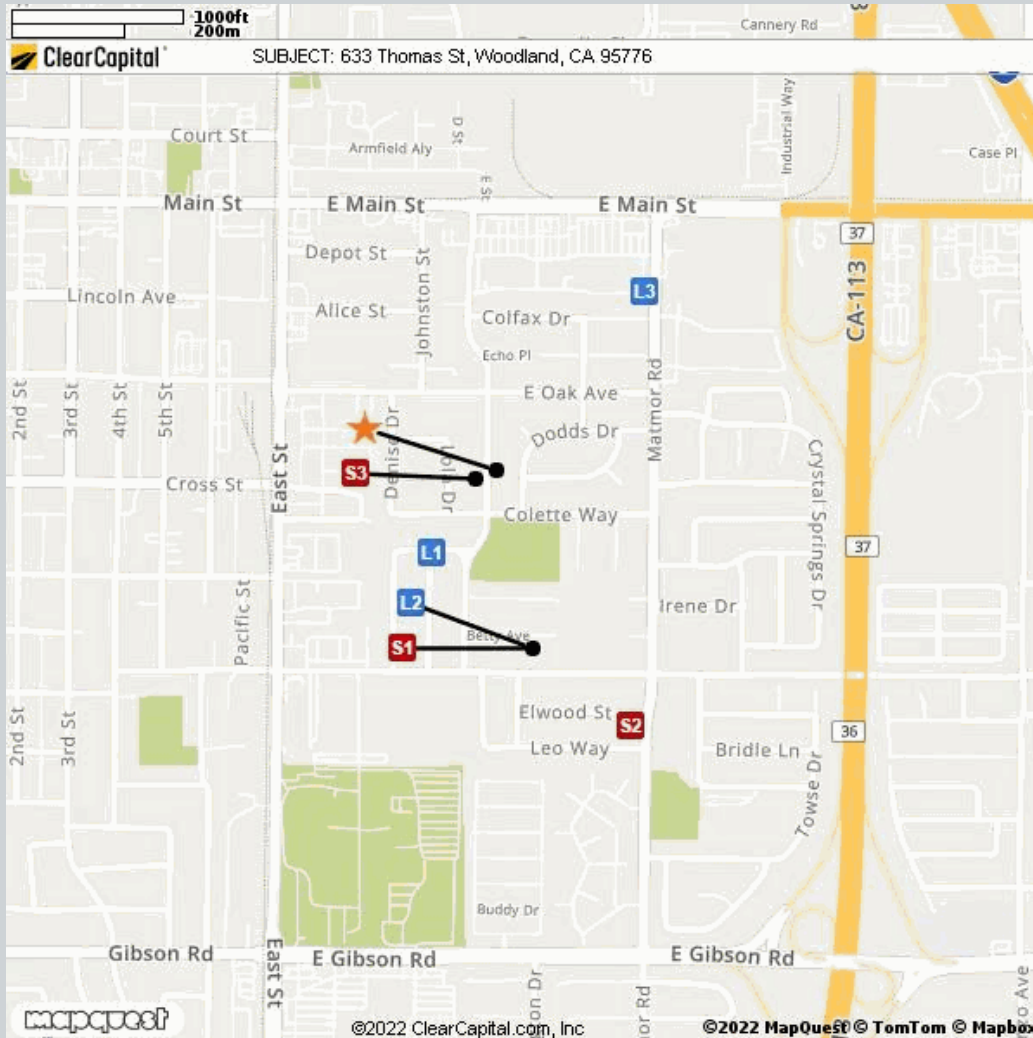 1000ft
200m
Cannery Rd
ClearCapital
SUBJECT: 633 Thomas St, Woodland, CA 95776
Industrial Way
Court St
D St
Armfield Aly
Case Pl
E St
Main St
E Main St
E Main St
37
Depot St
Johnston St
L3
CA-113
Lincoln Ave
Alice St
Colfax Dr
Echo Pl
2nd St
3rd St
4th St
5th St
E Oak Ave
Matmor Rd
Denise Dr
Dodds Dr
East St
S3
Cross St
Crystal Springs Dr
Colette Way
L1
37
Pacific St
L2
Irene Dr
Betty Ave
S1
2nd St
3rd St
Elwood St
S2
36
Leo Way
Bridle Ln
Towse Dr
Buddy Dr
Gibson Rd
E Gibson Rd
E Gibson Rd
East St
mapquest
©2022 ClearCapital.com, Inc
©2022 MapQuest © TomTom © Mapbox